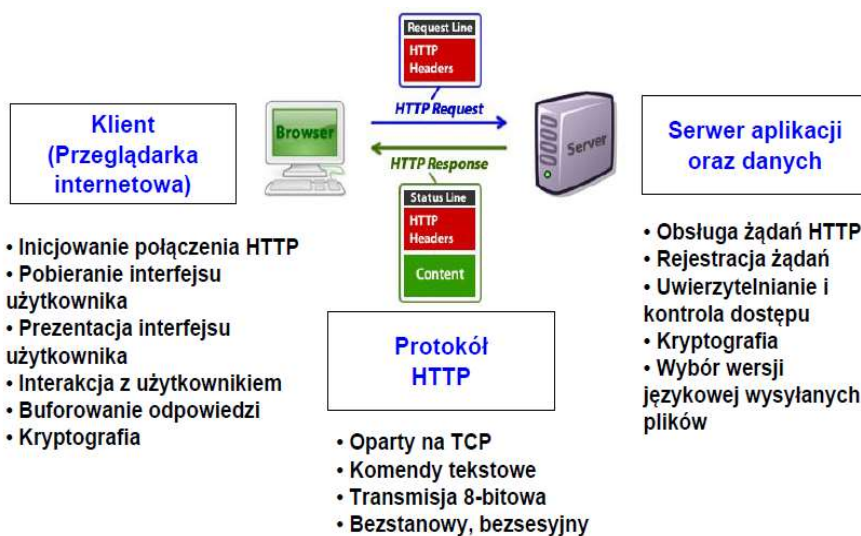 Request Line
HTTP
Headers
HTTP Request
Klient
(Przeglądarka
internetowa)
Browser
Server
Serwer aplikacji
oraz danych
HTTP Response
Status Line
HTTP
Headers
Content
• Inicjowanie połączenia HTTP
• Pobieranie interfejsu
użytkownika
• Prezentacja interfejsu
użytkownika
• Interakcja z użytkownikiem
• Buforowanie odpowiedzi
• Kryptografia
Protokół
HTTP
• Oparty na TCP
• Komendy tekstowe
• Transmisja 8-bitowa
• Bezstanowy, bezsesyjny
• Obsługa żądań HTTP
• Rejestracja żądań
• Uwierzytelnianie i
kontrola dostępu
• Kryptografia
• Wybór wersji
językowej wysyłanych
plików